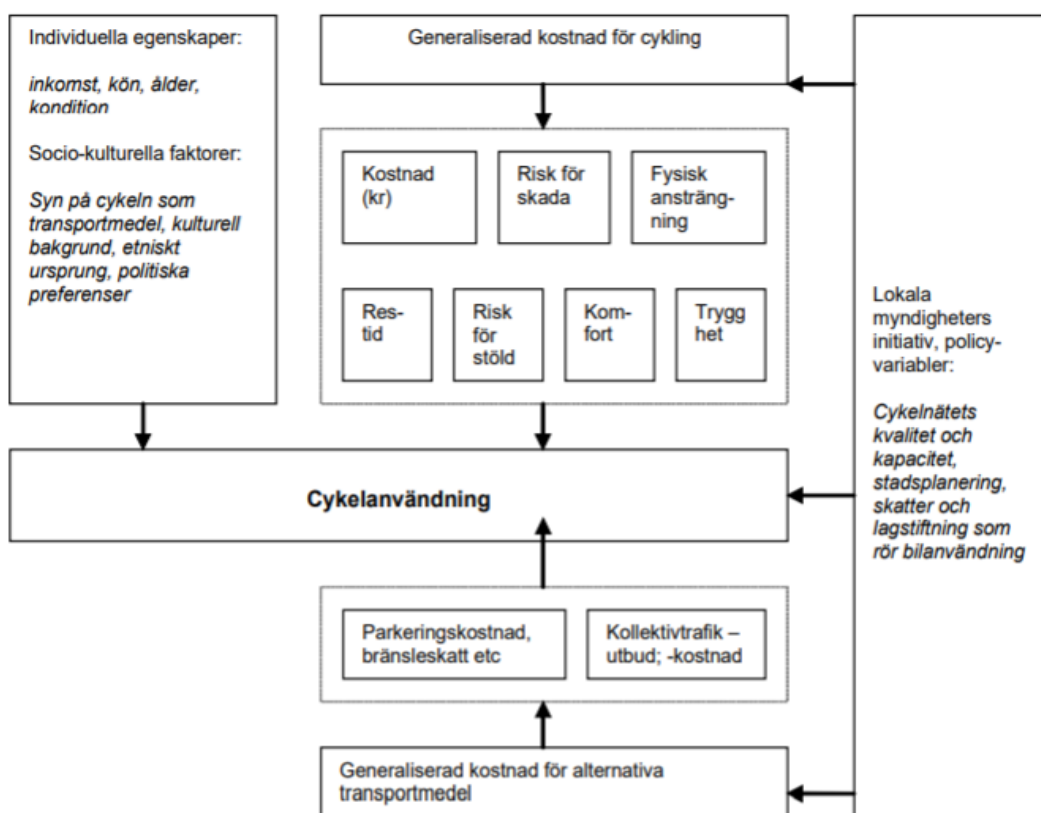 Individuella egenskaper:
inkomst, kön, ålder,
kondition
Socio-kulturella faktorer:
Syn på cykeln som
transportmedel, kulturell
bakgrund, etniskt
ursprung, politiska
preferenser
Generaliserad kostnad för cykling
Kostnad
(kr)
Risk för
skada
Fysisk
ansträng-
ning
Res-
tid
Risk
för
stöld
Kom-
fort
Trygg
het
Cykelanvändning
Parkeringskostnad,
bränsleskatt etc
Kollektivtrafik –
utbud; -kostnad
Generaliserad kostnad för alternativa
transportmedel
Lokala
myndigheters
initiativ, policy-
variabler:
Cykelnätets
kvalitet och
kapacitet,
stadsplanering,
skatter och
lagstiftning som
rör bilanvändning